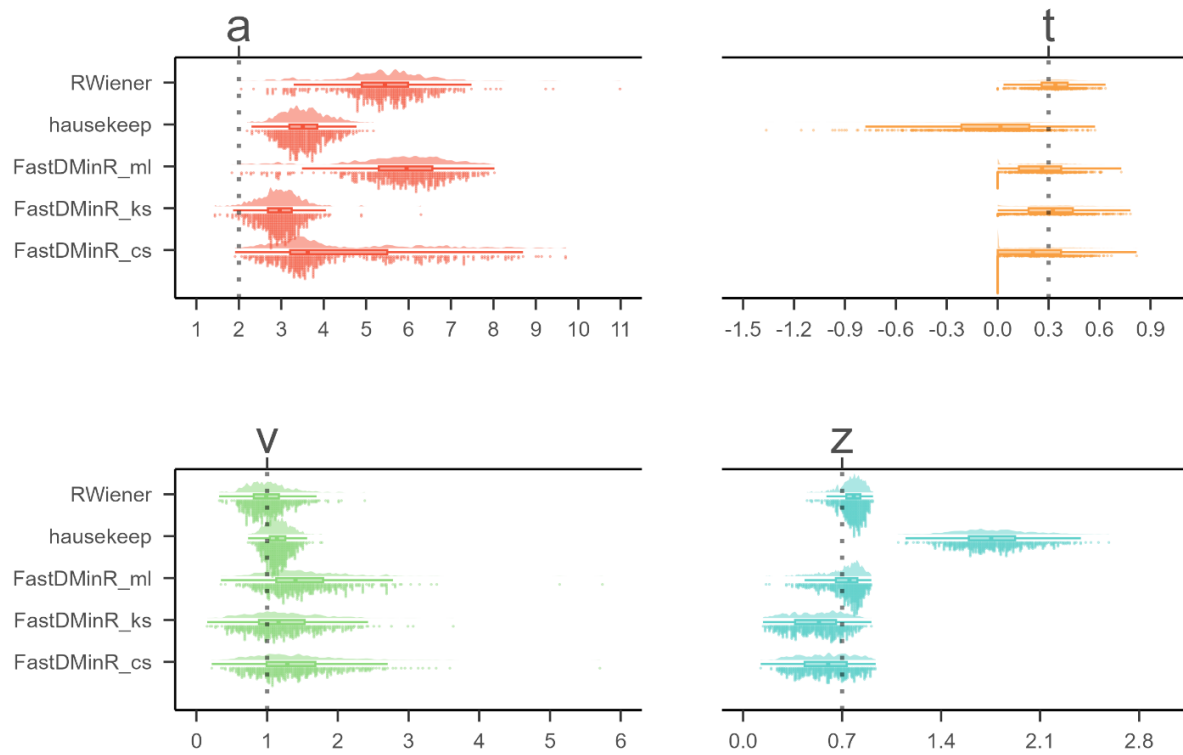 a t
RWiener
hausekeep
FastDMinR_ml
FastDMinR_ks
FastDMinR_cs
1 2 3 4 5 6 7 8 9 10 11
-1.5 -1.2 -0.9 -0.6 -0.3 0.0 0.3 0.6 0.9
v z
RWiener
hausekeep
FastDMinR_ml
FastDMinR_ks
FastDMinR_cs
0 1 2 3 4 5 6
0.0 0.7 1.4 2.1 2.8